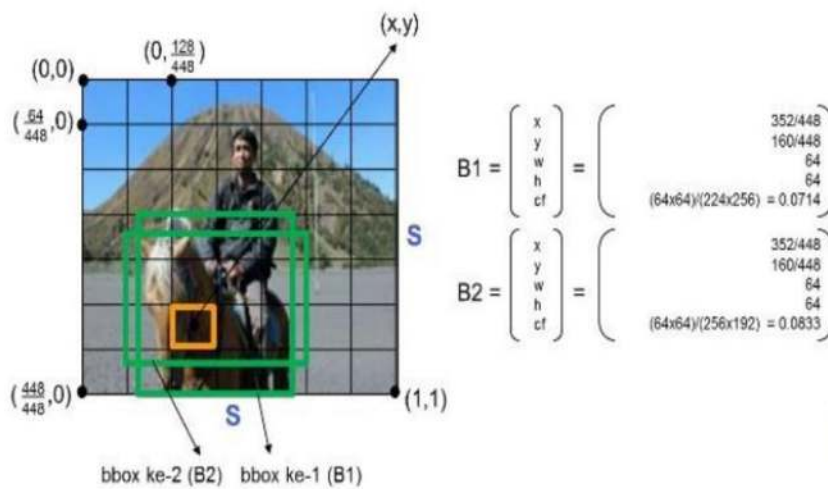 (x,y)
(0, 128/448)
(0,0)
(64/448,0)
S
(448/448,0)
S
(1,1)
bbox ke-2 (B2) bbox ke-1 (B1)
B1 = ( x y w h cf ) = ( 352/448
160/448
64
64
(64x64)/(224x256) = 0.0714 )
B2 = ( x y w h cf ) = ( 352/448
160/448
64
64
(64x64)/(256x192) = 0.0833 )